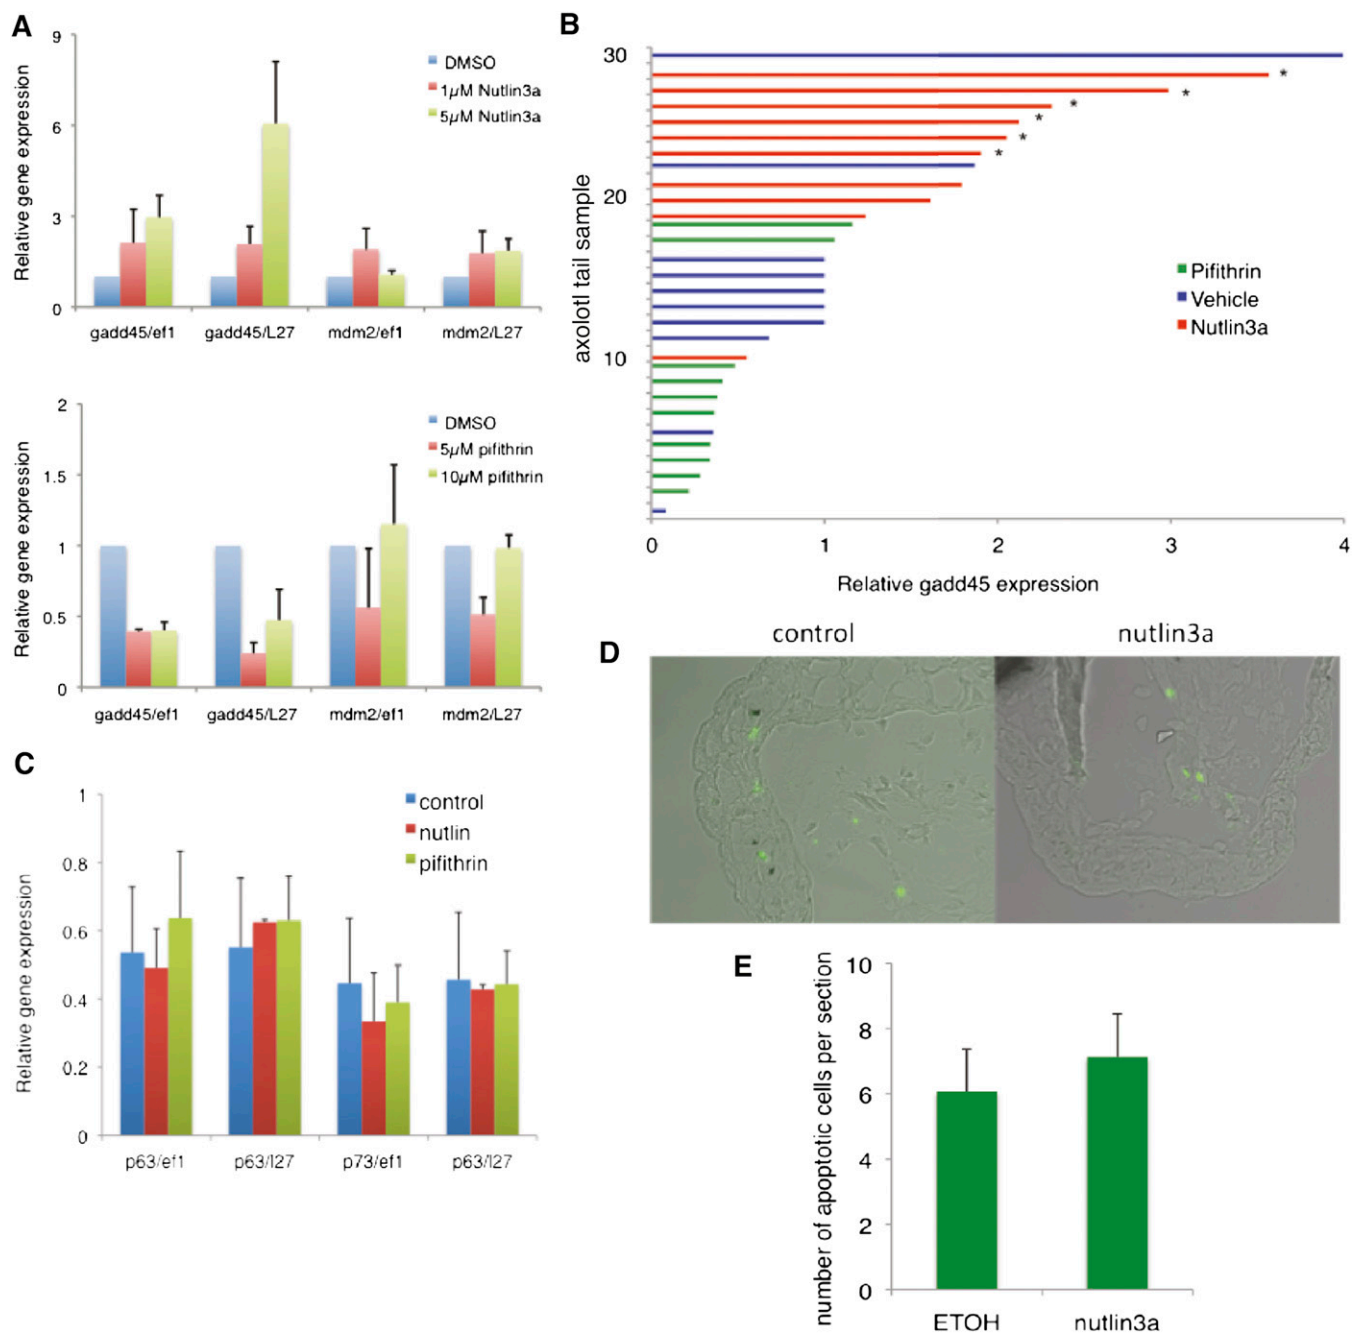 A
Relative gene expression
9
6
3
0
DMSO
1µM Nutlin3a
5µM Nutlin3a
gadd45/ef1
gadd45/L27
mdm2/ef1
mdm2/L27
Relative gene expression
2
1.5
1
0.5
0
DMSO
5µM pifithrin
10µM pifithrin
gadd45/ef1
gadd45/L27
mdm2/ef1
mdm2/L27
B
axolotl tail sample
30
20
10
*
*
*
*
*
*
Pifithrin
Vehicle
Nutlin3a
0
1
2
3
4
Relative gadd45 expression
C
Relative gene expression
1
0.8
0.6
0.4
0.2
0
control
nutlin
pifithrin
p63/ef1
p63/l27
p73/ef1
p63/l27
D
control
nutlin3a
E
number of apoptotic cells per section
10
8
6
4
2
0
ETOH
nutlin3a